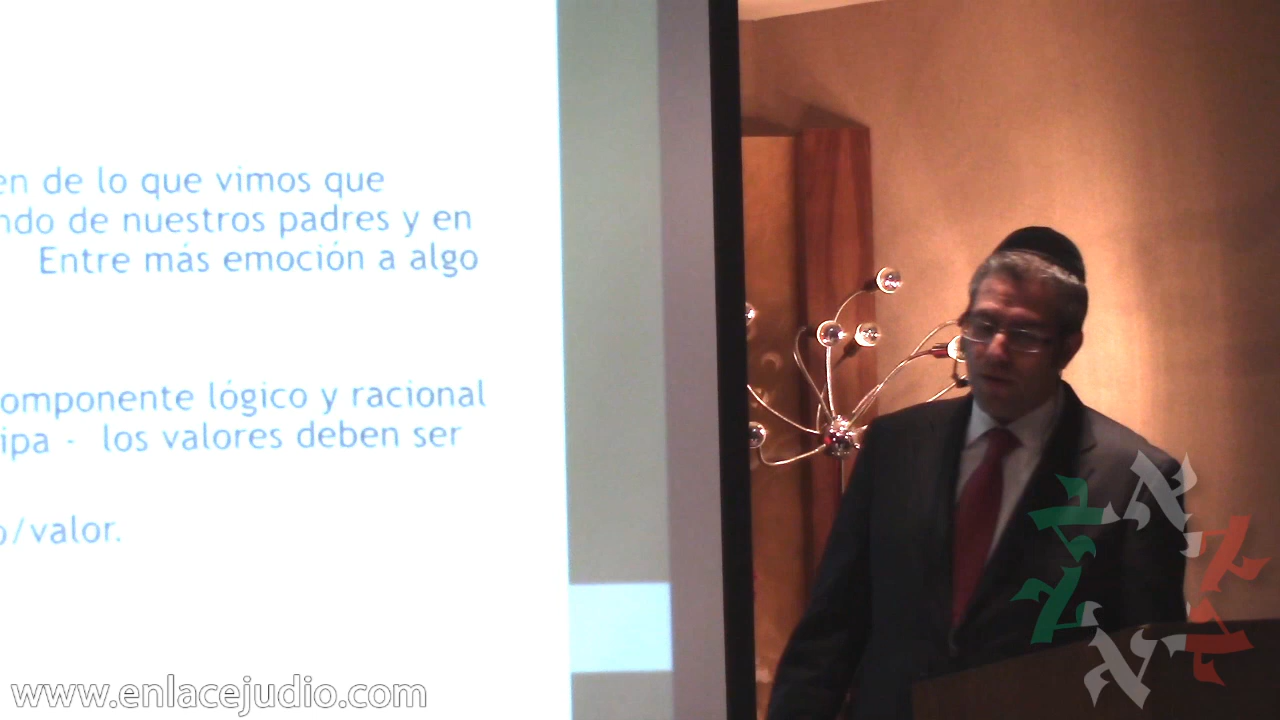 en de lo que vimos que
ndo de nuestros padres y en
Entre más emoción a algo
omponente lógico y racional
ipa - los valores deben ser
o/valor.
www.enlacejudio.com